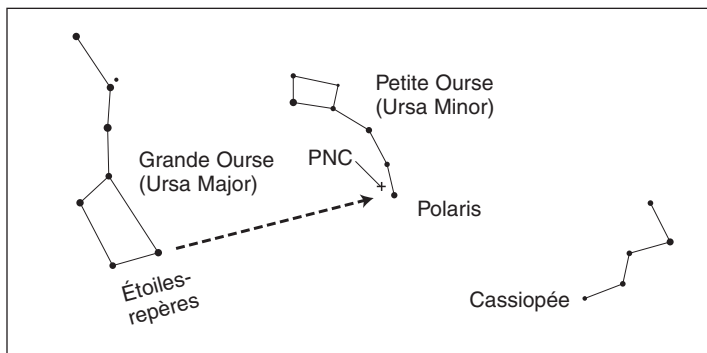 Petite Ourse
(Ursa Minor)
PNC
Grande Ourse
(Ursa Major)
Polaris
Étoiles-
repères
Cassiopée